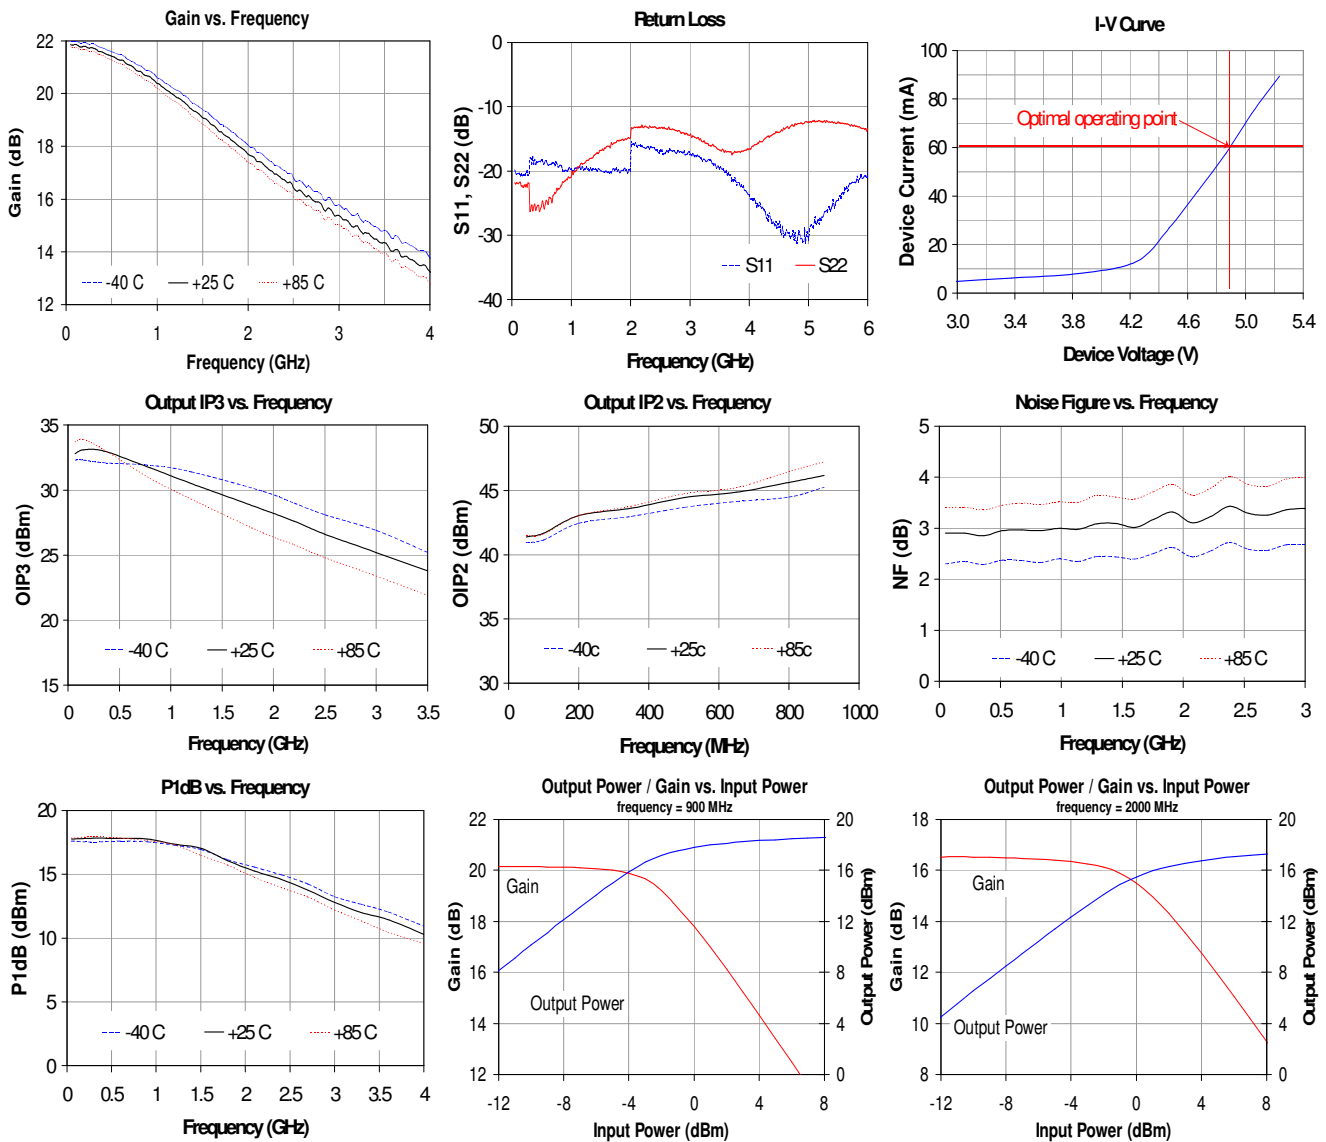 Gain vs. Frequency
Gain (dB)
22
20
18
16
14
12
-40 C
+25 C
+85 C
0
1
2
3
4
Frequency (GHz)
Return Loss
S11, S22 (dB)
0
-10
-20
-30
-40
S11
S22
0
1
2
3
4
5
6
Frequency (GHz)
I-V Curve
Device Current (mA)
100
80
60
40
20
0
Optimal operating point
3.0
3.4
3.8
4.2
4.6
5.0
5.4
Device Voltage (V)
Output IP3 vs. Frequency
OIP3 (dBm)
35
30
25
20
15
-40 C
+25 C
+85 C
0
0.5
1
1.5
2
2.5
3
3.5
Frequency (GHz)
Output IP2 vs. Frequency
OIP2 (dBm)
50
45
40
35
30
-40c
+25c
+85c
0
200
400
600
800
1000
Frequency (MHz)
Noise Figure vs. Frequency
NF (dB)
5
4
3
2
1
0
-40 C
+25 C
+85 C
0
0.5
1
1.5
2
2.5
3
Frequency (GHz)
P1dB vs. Frequency
P1dB (dBm)
20
15
10
5
0
-40 C
+25 C
+85 C
0
0.5
1
1.5
2
2.5
3
3.5
4
Frequency (GHz)
Output Power / Gain vs. Input Power
frequency = 900 MHz
Gain (dB)
22
20
18
16
14
12
Gain
Output Power
20
16
12
8
4
0
Output Power (dBm)
-12
-8
-4
0
4
8
Input Power (dBm)
Output Power / Gain vs. Input Power
frequency = 2000 MHz
Gain (dB)
18
16
14
12
10
8
Gain
Output Power
20
16
12
8
4
0
Output Power (dBm)
-12
-8
-4
0
4
8
Input Power (dBm)